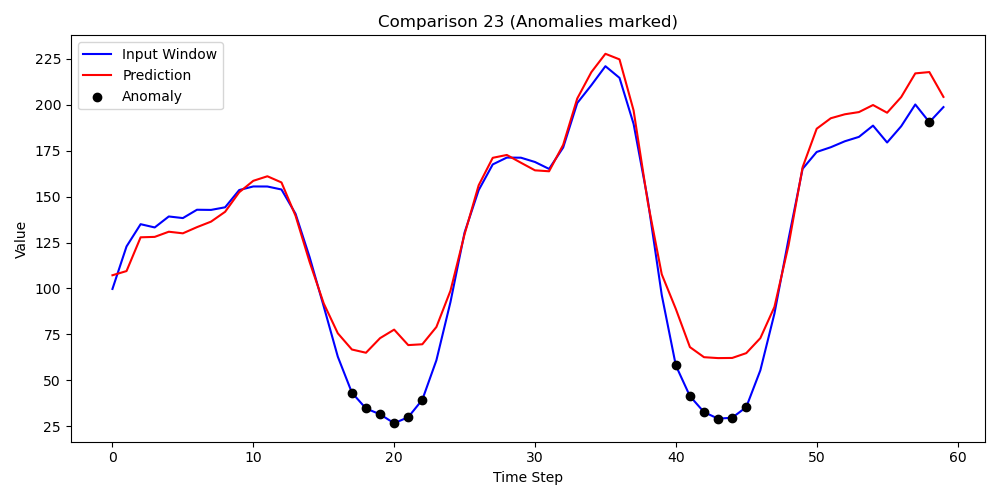 Comparison 23 (Anomalies marked)
Input Window
Prediction
Anomaly
225
200
175
150
125
100
75
50
25
Value
0 10 20 30 40 50 60
Time Step